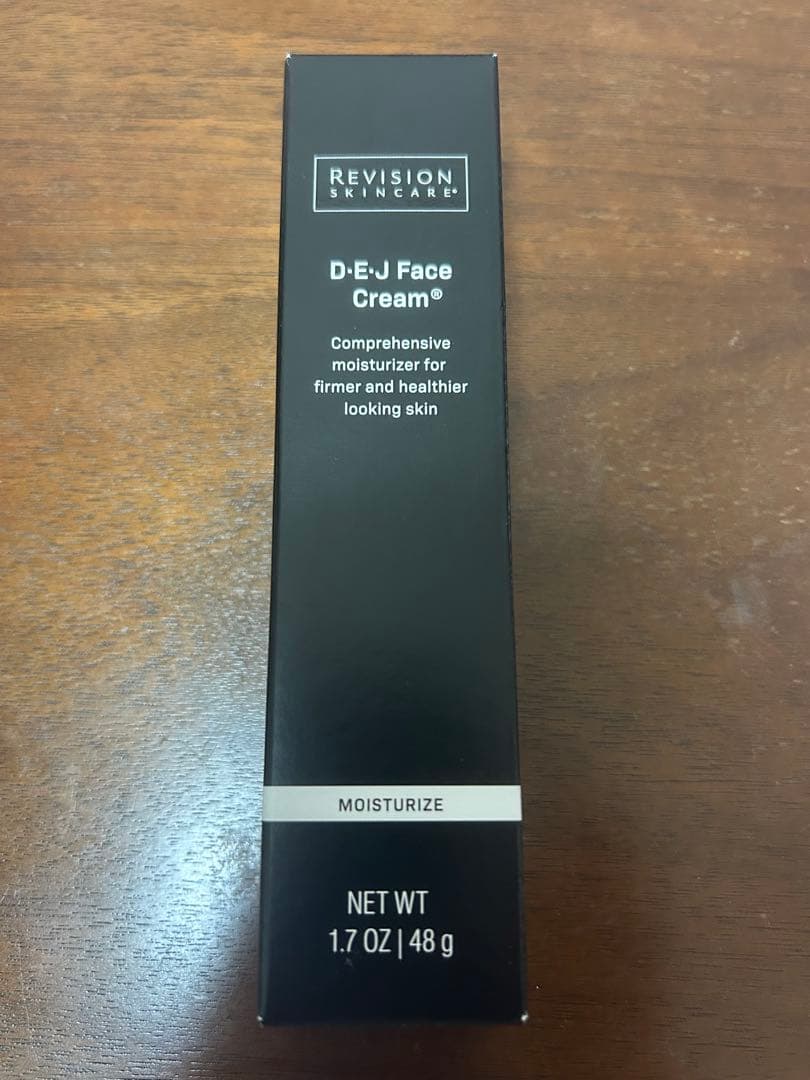 REVISION
SKINCARE®
D·E·J Face
Cream®
Comprehensive
moisturizer for
firmer and healthier
looking skin
MOISTURIZE
NET WT
1.7 OZ | 48 g